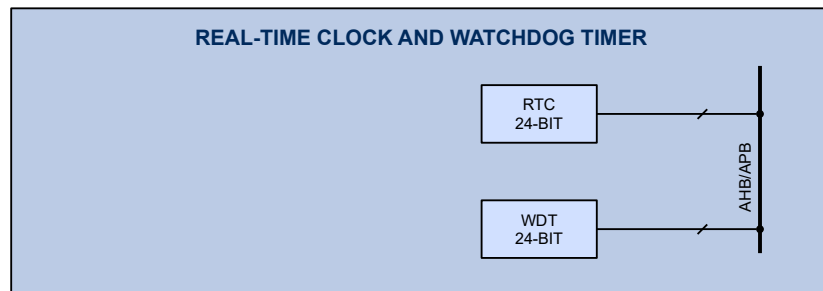 REAL-TIME CLOCK AND WATCHDOG TIMER
RTC
24-BIT
AHB/APB
WDT
24-BIT